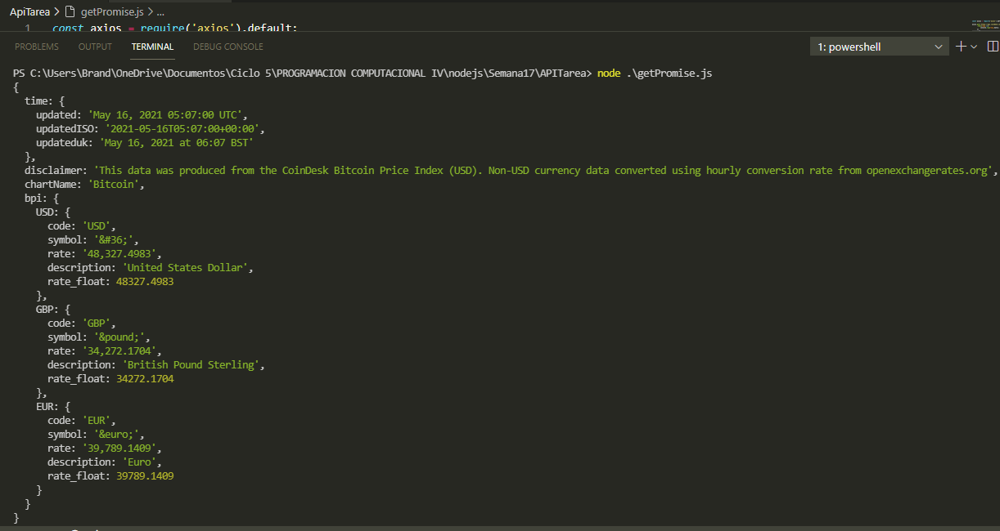 ApiTarea > getPromise.js > ...
1 const axios = require('axios').default;
PROBLEMS OUTPUT TERMINAL DEBUG CONSOLE 1: powershell
PS C:\Users\Brand\OneDrive\Documentos\Ciclo 5\PROGRAMACION COMPUTACIONAL IV\nodejs\Semana17\APITarea> node .\getPromise.js
{
  time: {
    updated: 'May 16, 2021 05:07:00 UTC',
    updatedISO: '2021-05-16T05:07:00+00:00',
    updateduk: 'May 16, 2021 at 06:07 BST'
  },
  disclaimer: 'This data was produced from the CoinDesk Bitcoin Price Index (USD). Non-USD currency data converted using hourly conversion rate from openexchangerates.org',
  chartName: 'Bitcoin',
  bpi: {
    USD: {
      code: 'USD',
      symbol: '&#36;',
      rate: '48,327.4983',
      description: 'United States Dollar',
      rate_float: 48327.4983
    },
    GBP: {
      code: 'GBP',
      symbol: '&pound;',
      rate: '34,272.1704',
      description: 'British Pound Sterling',
      rate_float: 34272.1704
    },
    EUR: {
      code: 'EUR',
      symbol: '&euro;',
      rate: '39,789.1409',
      description: 'Euro',
      rate_float: 39789.1409
    }
  }
}